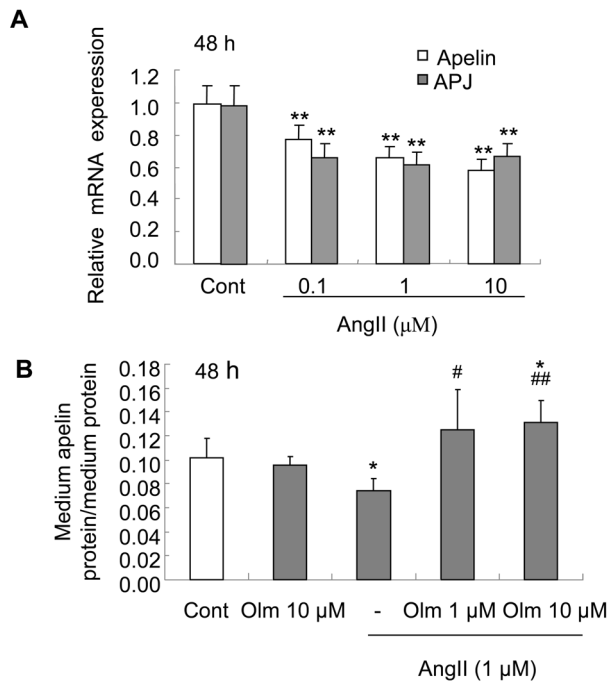 A
48 h
Apelin
APJ
Relative mRNA experession
1.2
1.0
0.8
0.6
0.4
0.2
0.0
** ** ** ** ** **
Cont 0.1 1 10
AngII (µM)
B
48 h
Medium apelin
protein/medium protein
0.18
0.16
0.14
0.12
0.10
0.08
0.06
0.04
0.02
0.00
* # *
##
Cont Olm 10 µM - Olm 1 µM Olm 10 µM
AngII (1 µM)